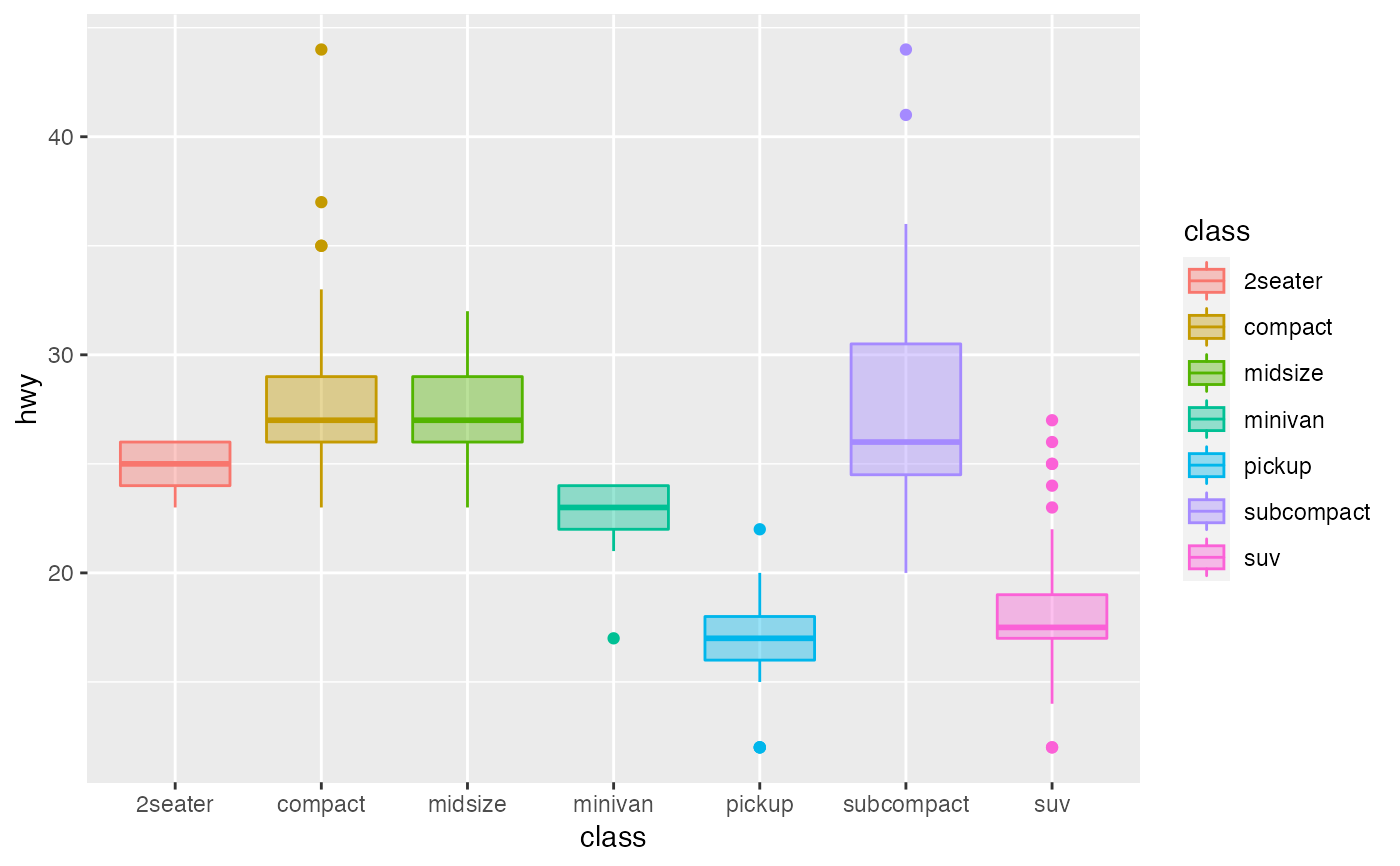 hwy
40
30
20
2seater compact midsize minivan pickup subcompact suv
class
class
2seater
compact
midsize
minivan
pickup
subcompact
suv